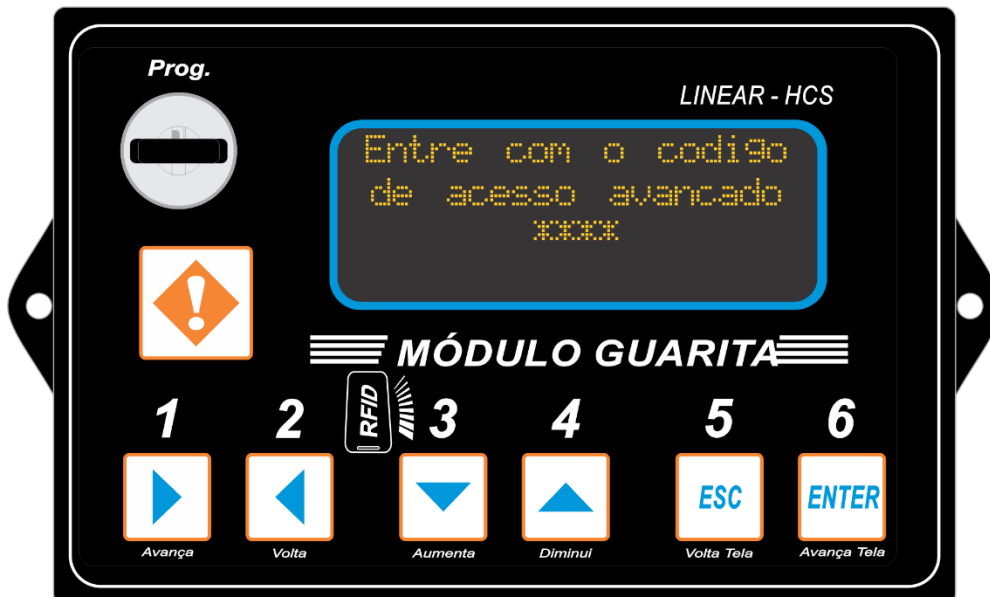 Prog.
LINEAR - HCS
Entre com o codigo
de acesso avancado
****
!
MÓDULO GUARITA
RFID
1 2 3 4 5 6
ESC ENTER
Avança Volta Aumenta Diminui Volta Tela Avança Tela